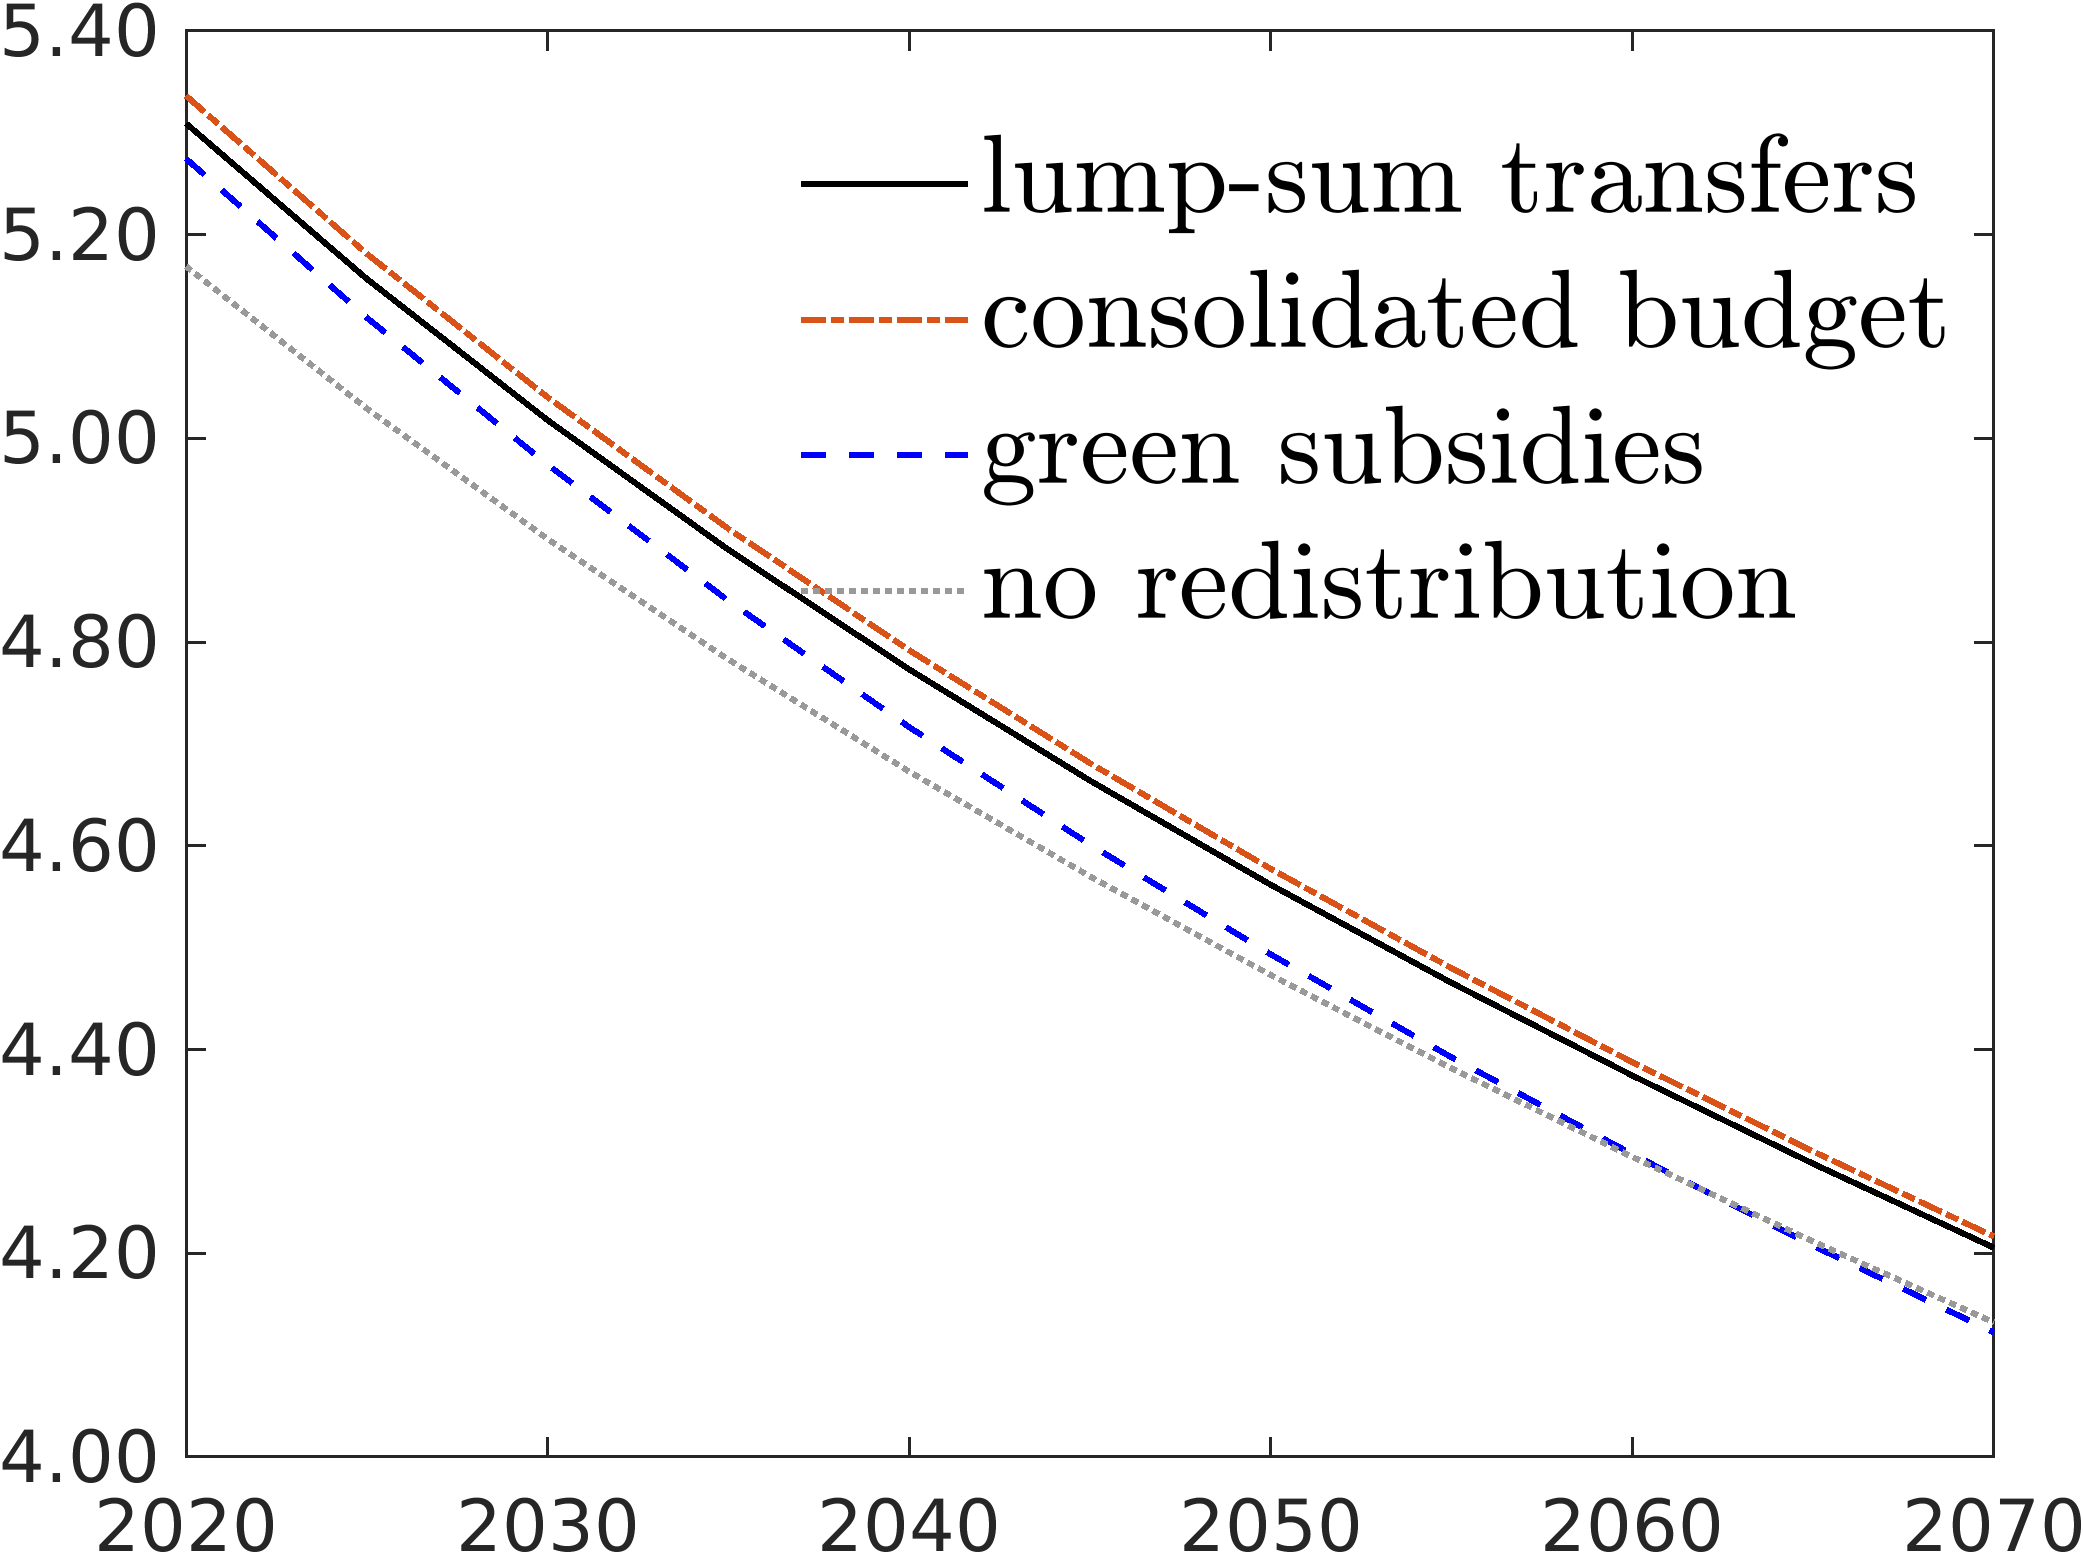 5.40
5.20
5.00
4.80
4.60
4.40
4.20
4.00
lump-sum transfers
consolidated budget
green subsidies
no redistribution
2020 2030 2040 2050 2060 2070